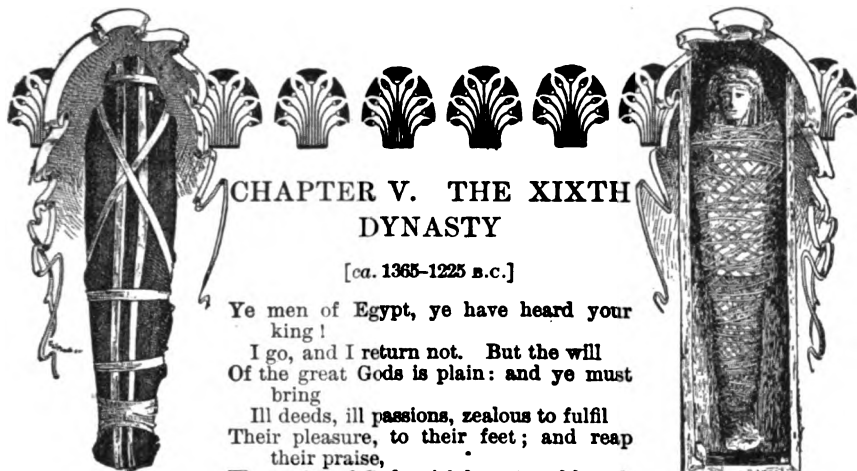 CHAPTER V. THE XIXTH
DYNASTY
[ca. 1365–1225 B.C.]
Ye men of Egypt, ye have heard your
king !
I go, and I return not. But the will
Of the great Gods is plain: and ye must
bring
Ill deeds, ill passions, zealous to fulfil
Their pleasure, to their feet; and reap
their praise,